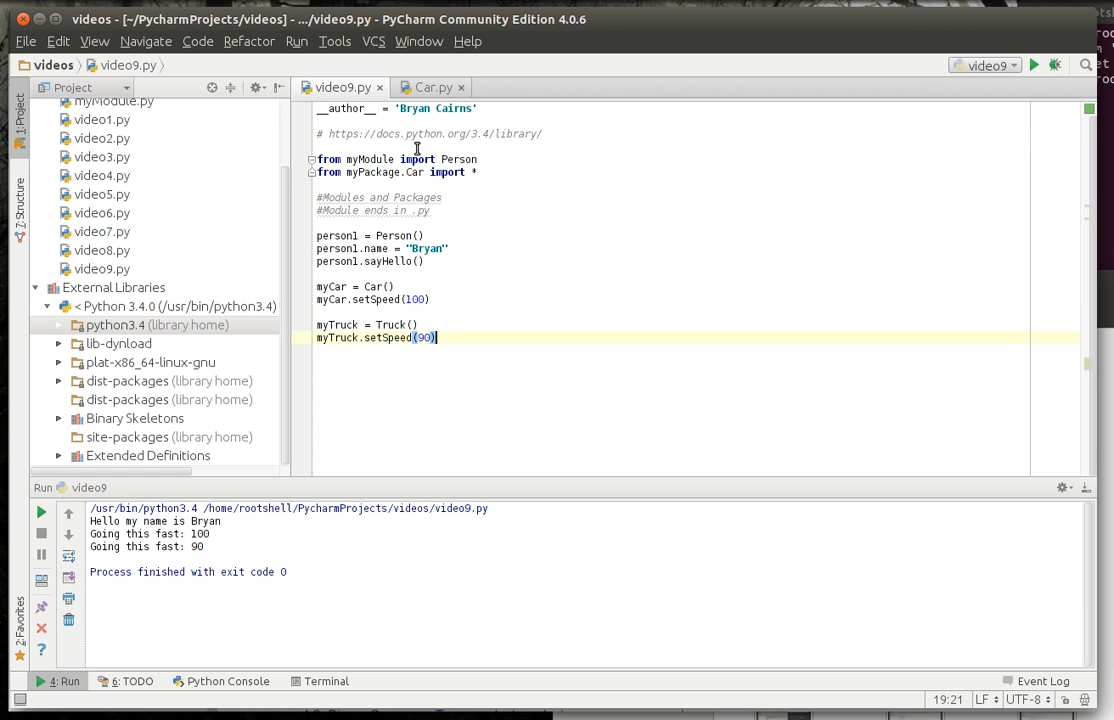 videos - [~/PycharmProjects/videos] - .../video9.py - PyCharm Community Edition 4.0.6
File Edit View Navigate Code Refactor Run Tools VCS Window Help
videos video9.py
video9
1: Project
7: Structure
2: Favorites
Project
myModule.py
video1.py
video2.py
video3.py
video4.py
video5.py
video6.py
video7.py
video8.py
video9.py
External Libraries
< Python 3.4.0 (/usr/bin/python3.4)
python3.4 (library home)
lib-dynload
plat-x86_64-linux-gnu
dist-packages (library home)
dist-packages (library home)
Binary Skeletons
site-packages (library home)
Extended Definitions
video9.py Car.py
__author__ = 'Bryan Cairns'
# https://docs.python.org/3.4/library/
from myModule import Person
from myPackage.Car import *
#Modules and Packages
#Module ends in .py
person1 = Person()
person1.name = "Bryan"
person1.sayHello()
myCar = Car()
myCar.setSpeed(100)
myTruck = Truck()
myTruck.setSpeed(90)
Run video9
/usr/bin/python3.4 /home/rootshell/PycharmProjects/videos/video9.py
Hello my name is Bryan
Going this fast: 100
Going this fast: 90
Process finished with exit code 0
4: Run 6: TODO Python Console Terminal Event Log
19:21 LF UTF-8